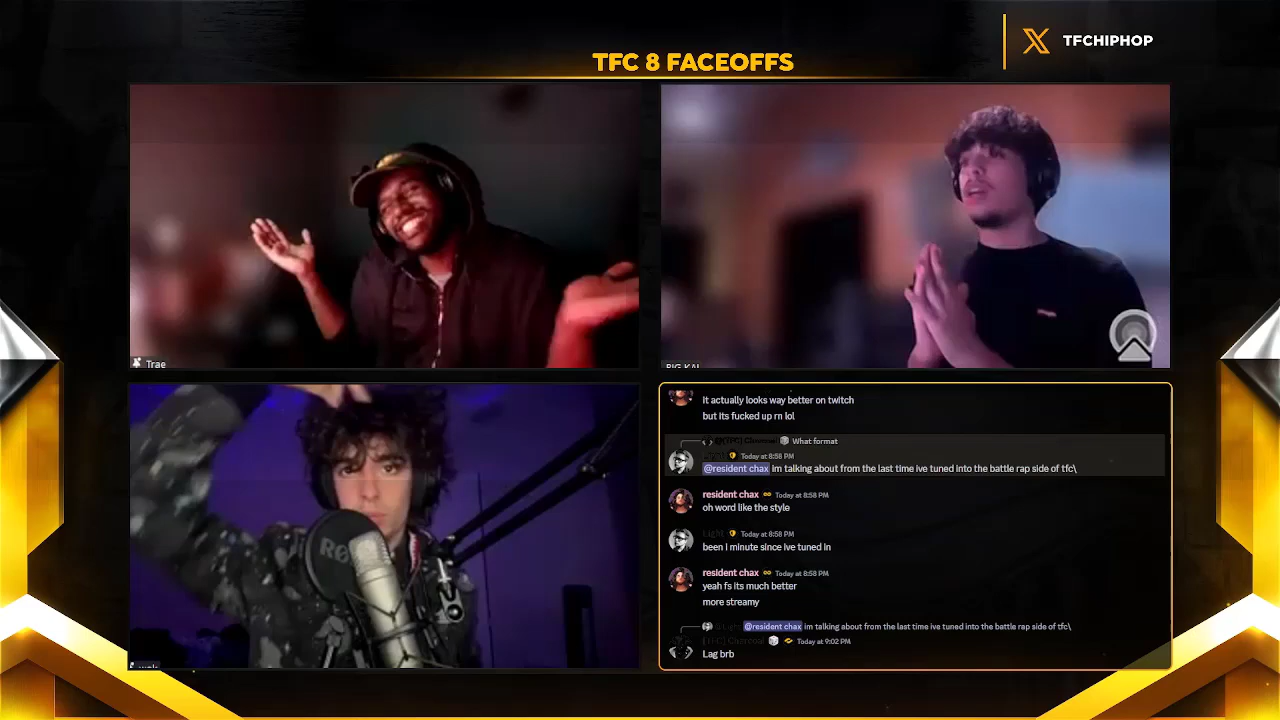 TFCHIPHOP
TFC 8 FACEOFFS
Trae
BIG KAI
RØ
it actually looks way better on twitch
but its fucked up rn lol
What format
Today at 8:58 PM
@resident chax im talking about from the last time ive tuned into the battle rap side of tfc\
resident chax Today at 8:58 PM
oh word like the style
Light Today at 8:58 PM
been l minute since ive tuned in
resident chax Today at 8:58 PM
yeah fs its much better
more streamy
@resident chax im talking about from the last time ive tuned into the battle rap side of tfc\
Today at 9:02 PM
Lag brb